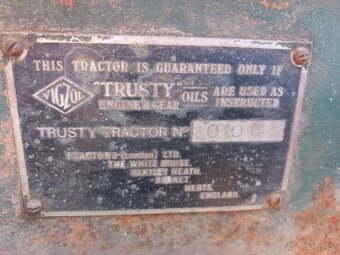 THIS TRACTOR IS GUARANTEED ONLY IF
VIGZOL "TRUSTY" OILS ARE USED AS
ENGINE & GEAR INSTRUCTED
TRUSTY TRACTOR No
TRACTORS (London) LTD.
THE WHITE HOUSE,
BENTLEY HEATH,
BARNET,
HERTS,
ENGLAND.